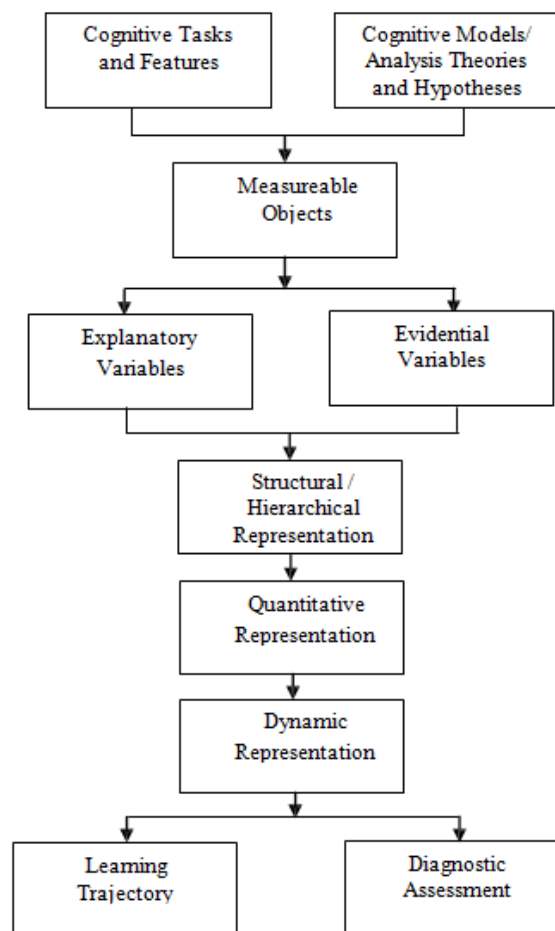 Cognitive Tasks
and Features
Cognitive Models/
Analysis Theories
and Hypotheses
Measureable
Objects
Explanatory
Variables
Evidential
Variables
Structural /
Hierarchical
Representation
Quantitative
Representation
Dynamic
Representation
Learning
Trajectory
Diagnostic
Assessment